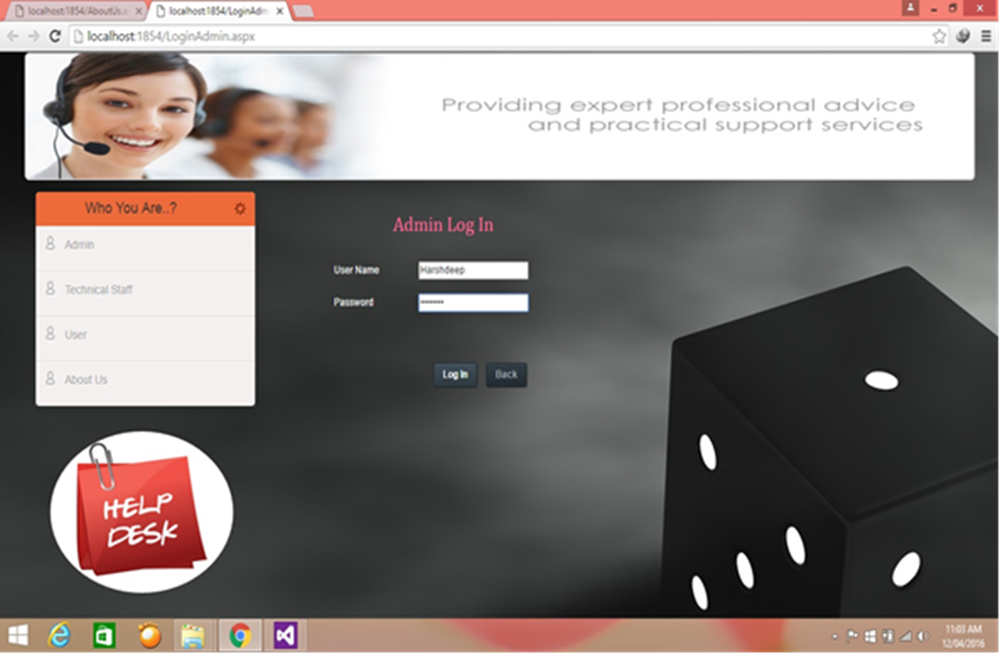 localhost:1854/AboutUs.a
localhost:1854/LoginAdm
localhost:1854/LoginAdmin.aspx
Providing expert professional advice
and practical support services
Who You Are..?
Admin
Technical Staff
User
About Us
Admin Log In
User Name
Harshdeep
Password
Log In
Back
HELP
DESK
11:03 AM
12/04/2016